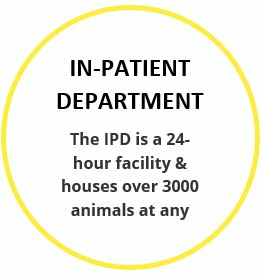 IN-PATIENT
DEPARTMENT
The IPD is a 24-
hour facility &
houses over 3000
animals at any